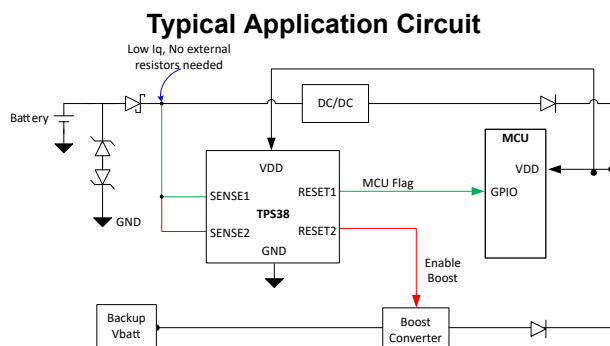 Typical Application Circuit
Low Iq, No external
resistors needed
Battery
DC/DC
MCU
VDD
VDD
SENSE1
RESET1
MCU Flag
GPIO
TPS38
SENSE2
RESET2
GND
GND
Enable
Boost
Backup
Vbatt
Boost
Converter